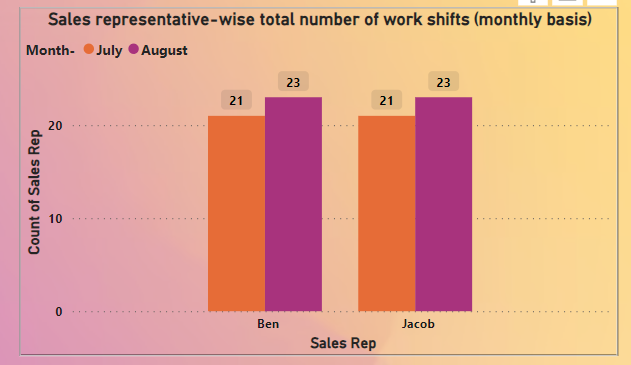 Sales representative-wise total number of work shifts (monthly basis)
Month- July August
23
23
21
21
20
10
0
Count of Sales Rep
Ben
Jacob
Sales Rep